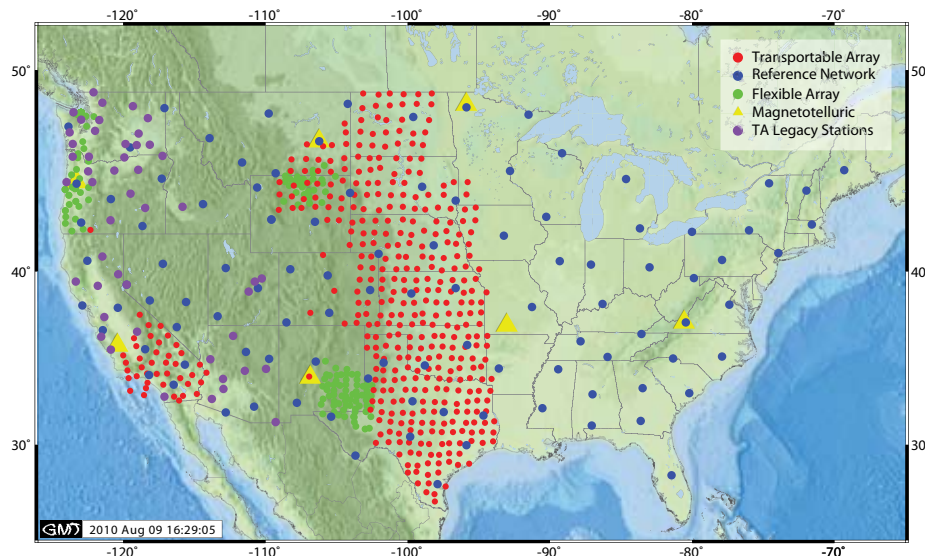 -120° -110° -100° -90° -80° -70°
50° 50°
40° 40°
30° 30°
Transportable Array
Reference Network
Flexible Array
Magnetotelluric
TA Legacy Stations
GMT 2010 Aug 09 16:29:05
-120° -110° -100° -90° -80° -70°